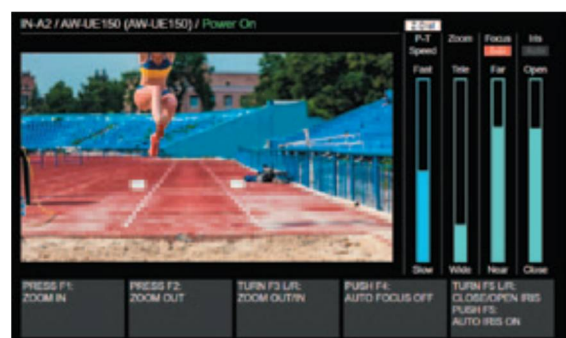 IN-A2 / AW-UE150 (AW-UE150) / Power On
P-T Speed Zoom Focus Iris
Auto Auto
Fast Tele Far Open
Slow Wide Near Close
PRESS F1:
ZOOM IN
PRESS F2:
ZOOM OUT
TURN F3 L/R:
ZOOM OUT/IN
PUSH F4:
AUTO FOCUS OFF
TURN F5 L/R:
CLOSE/OPEN IRIS
PUSH F5:
AUTO IRIS ON